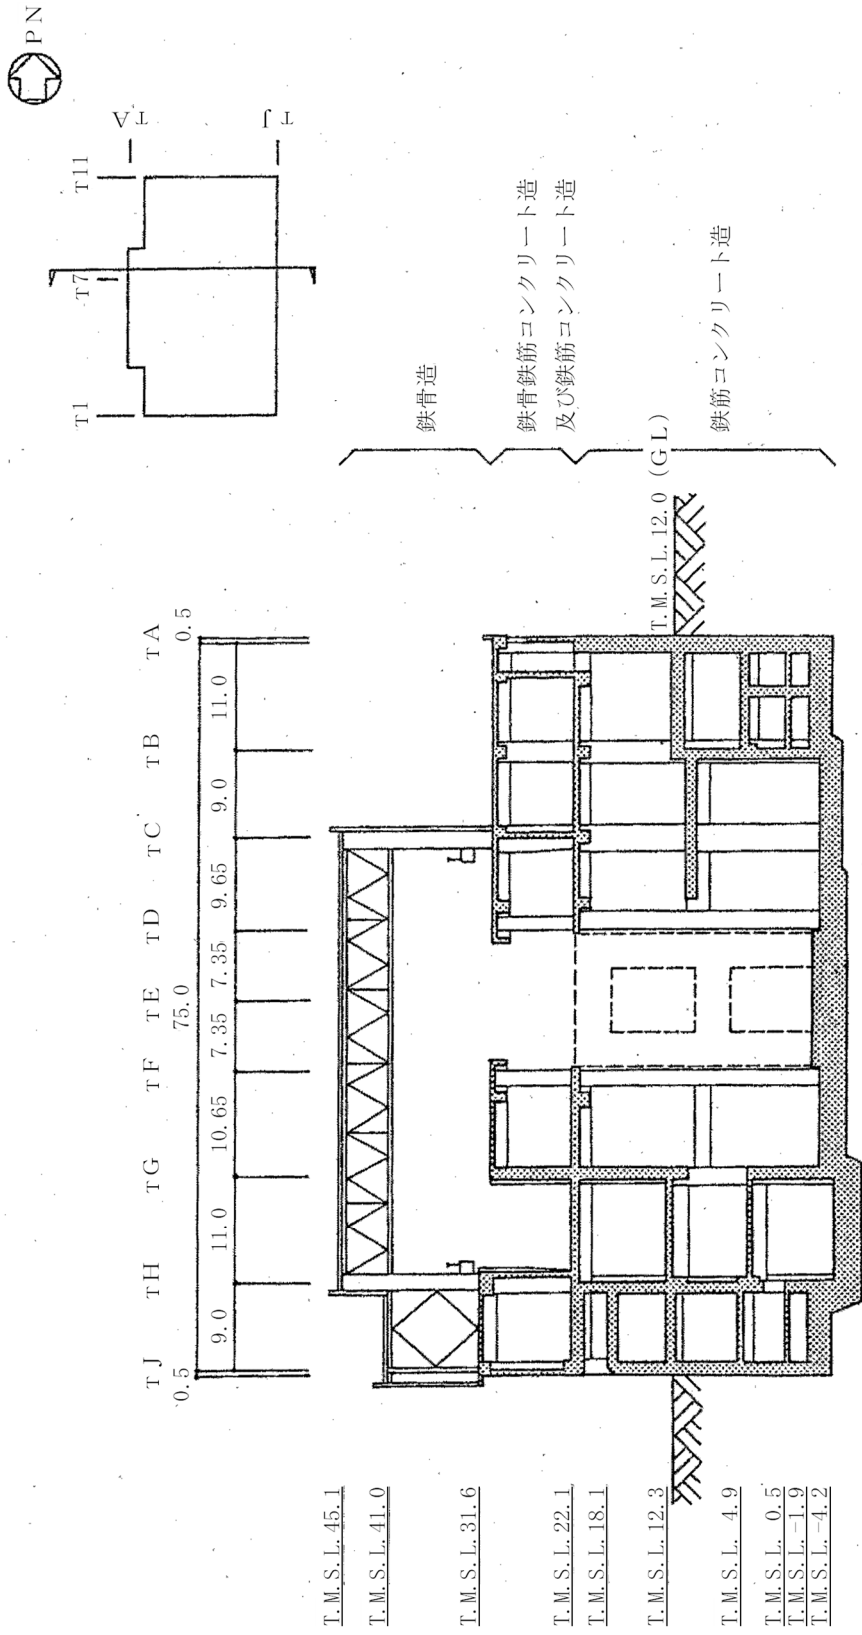 PN
T1
T7
T11
TA
TJ
TJ
TH
TG
TF
TE
TD
TC
TB
TA
75.0
0.5
9.0
11.0
10.65
7.35
7.35
9.65
9.0
11.0
0.5
鉄骨造
鉄骨鉄筋コンクリート造
及び鉄筋コンクリート造
鉄筋コンクリート造
T.M.S.L.12.0 (GL)
T.M.S.L.45.1
T.M.S.L.41.0
T.M.S.L.31.6
T.M.S.L.22.1
T.M.S.L.18.1
T.M.S.L.12.3
T.M.S.L. 4.9
T.M.S.L. 0.5
T.M.S.L.-1.9
T.M.S.L.-4.2